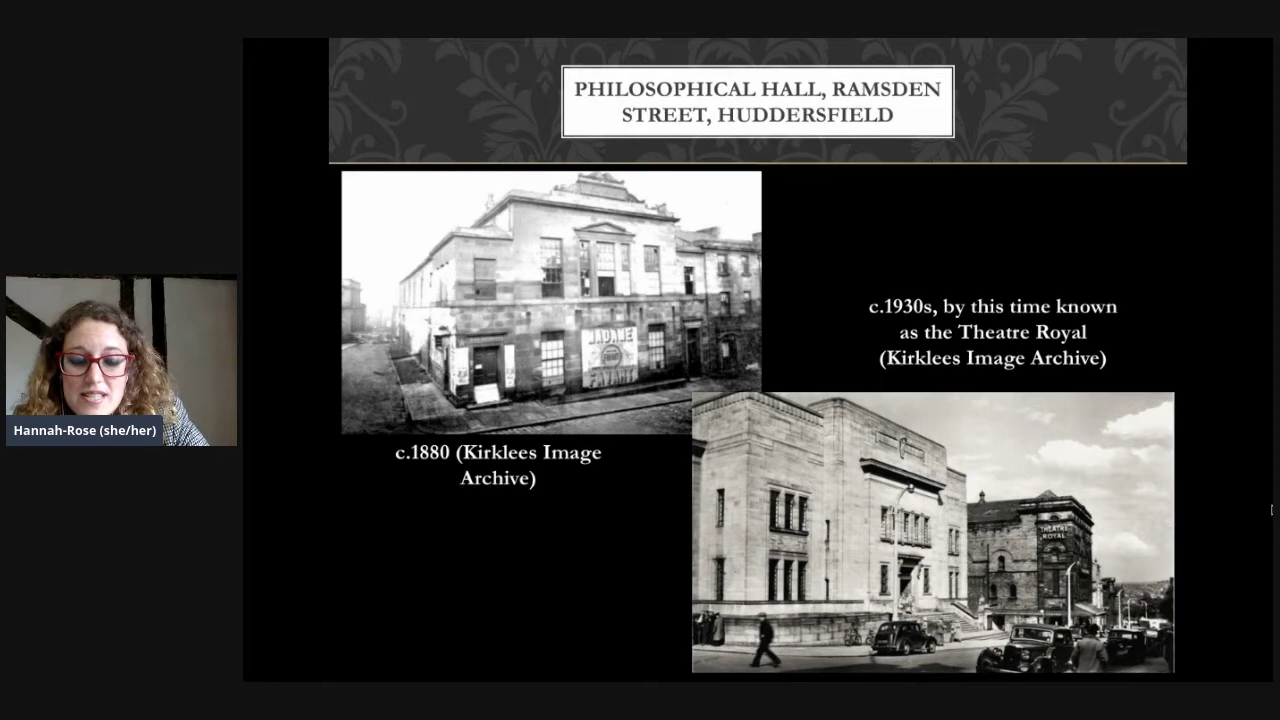 PHILOSOPHICAL HALL, RAMSDEN
STREET, HUDDERSFIELD
MADAME
c.1930s, by this time known
as the Theatre Royal
(Kirklees Image Archive)
Hannah-Rose (she/her)
c.1880 (Kirklees Image
Archive)
THEATRE
ROYAL